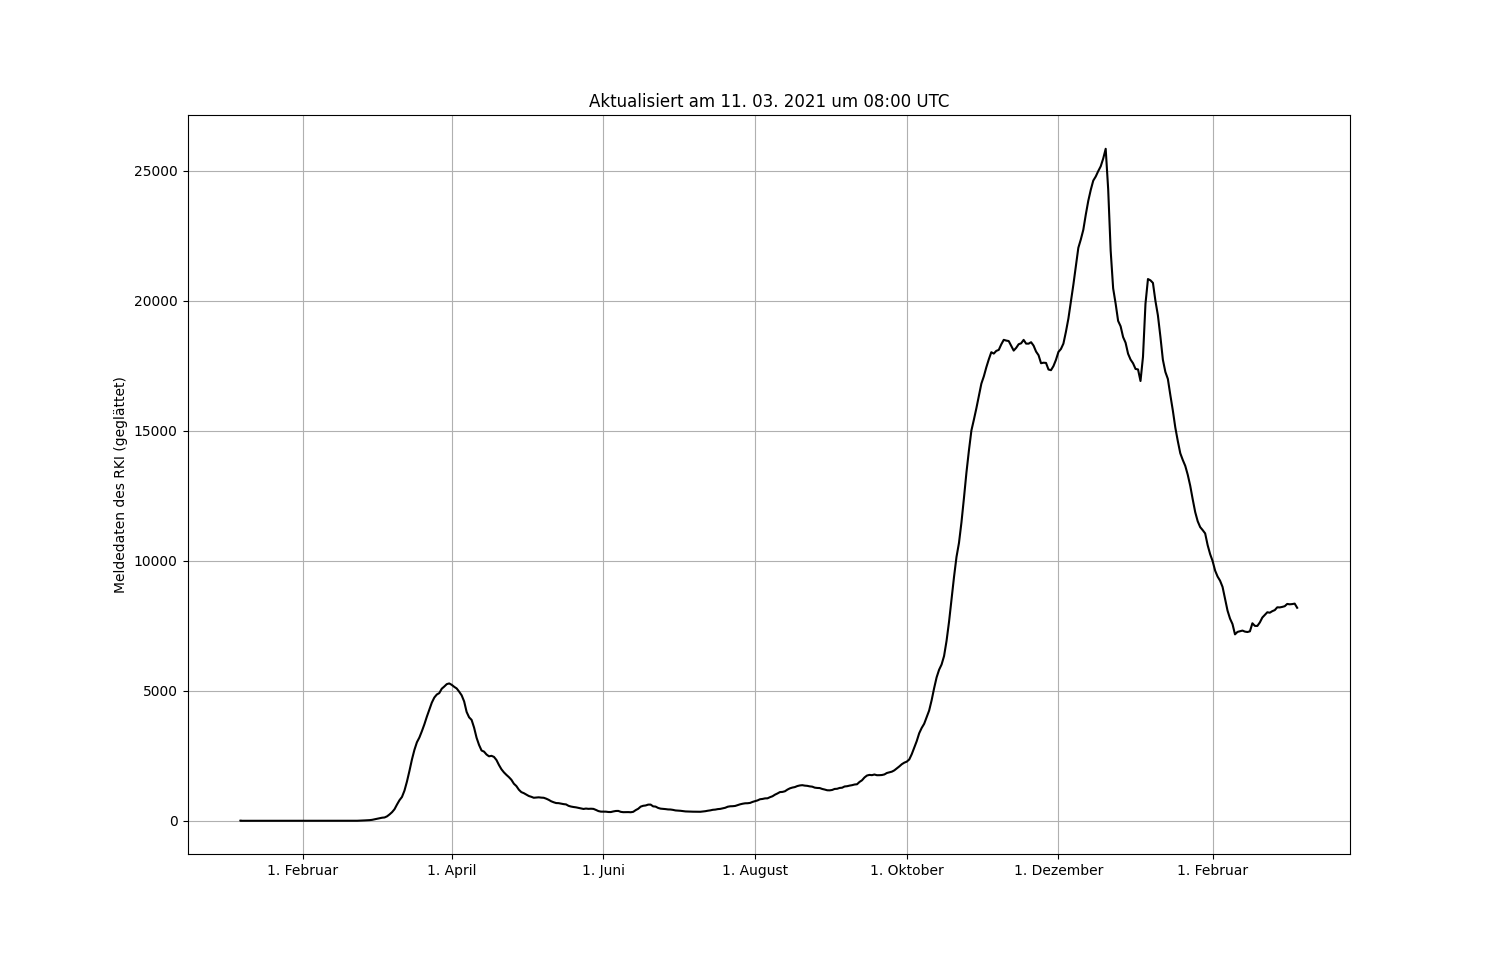 Aktualisiert am 11. 03. 2021 um 08:00 UTC
Meldedaten des RKI (geglättet)
25000
20000
15000
10000
5000
0
1. Februar
1. April
1. Juni
1. August
1. Oktober
1. Dezember
1. Februar